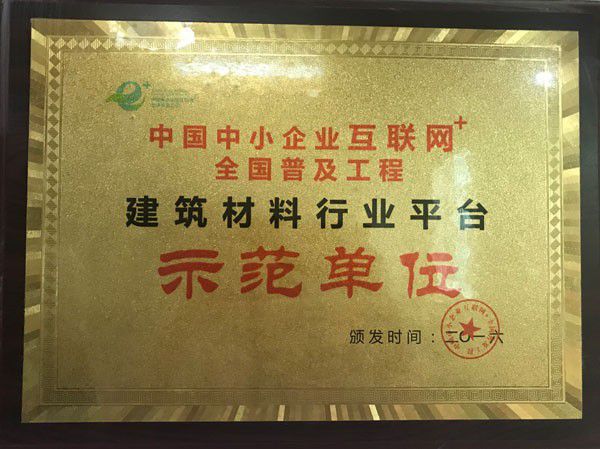 中国中小企业互联网+
全国普及工程
建筑材料行业平台
示范单位
颁发时间：二〇一六